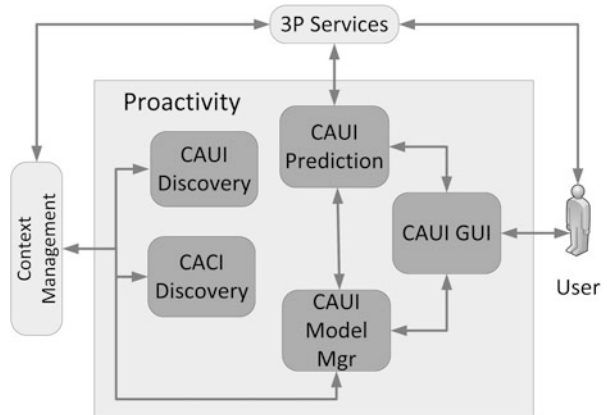 3P Services
Proactivity
CAUI
Discovery
CAUI
Prediction
Context
Management
CACI
Discovery
CAUI GUI
CAUI
Model
Mgr
User